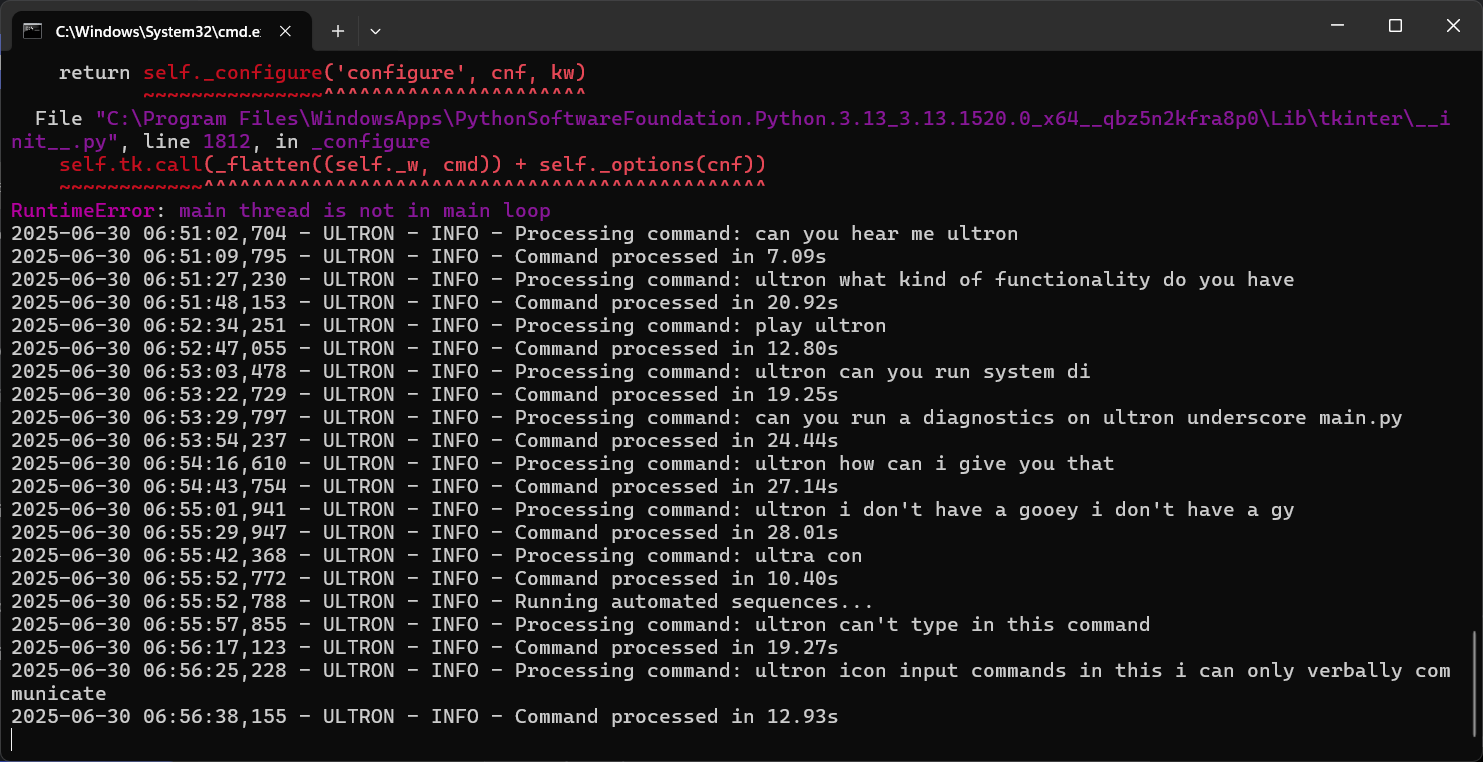 C:\Windows\System32\cmd.e
return self._configure('configure', cnf, kw)
~~~~~~~~~~~~~~~^^^^^^^^^^^^^^^^^^^^^^
File "C:\Program Files\WindowsApps\PythonSoftwareFoundation.Python.3.13_3.13.1520.0_x64__qbz5n2kfra8p0\Lib\tkinter\__i
nit__.py", line 1812, in _configure
self.tk.call(_flatten((self._w, cmd)) + self._options(cnf))
~~~~~~~~~~~~^^^^^^^^^^^^^^^^^^^^^^^^^^^^^^^^^^^^^^^^^^^^^^^
RuntimeError: main thread is not in main loop
2025-06-30 06:51:02,704 - ULTRON - INFO - Processing command: can you hear me ultron
2025-06-30 06:51:09,795 - ULTRON - INFO - Command processed in 7.09s
2025-06-30 06:51:27,230 - ULTRON - INFO - Processing command: ultron what kind of functionality do you have
2025-06-30 06:51:48,153 - ULTRON - INFO - Command processed in 20.92s
2025-06-30 06:52:34,251 - ULTRON - INFO - Processing command: play ultron
2025-06-30 06:52:47,055 - ULTRON - INFO - Command processed in 12.80s
2025-06-30 06:53:03,478 - ULTRON - INFO - Processing command: ultron can you run system di
2025-06-30 06:53:22,729 - ULTRON - INFO - Command processed in 19.25s
2025-06-30 06:53:29,797 - ULTRON - INFO - Processing command: can you run a diagnostics on ultron underscore main.py
2025-06-30 06:53:54,237 - ULTRON - INFO - Command processed in 24.44s
2025-06-30 06:54:16,610 - ULTRON - INFO - Processing command: ultron how can i give you that
2025-06-30 06:54:43,754 - ULTRON - INFO - Command processed in 27.14s
2025-06-30 06:55:01,941 - ULTRON - INFO - Processing command: ultron i don't have a gooey i don't have a gy
2025-06-30 06:55:29,947 - ULTRON - INFO - Command processed in 28.01s
2025-06-30 06:55:42,368 - ULTRON - INFO - Processing command: ultra con
2025-06-30 06:55:52,772 - ULTRON - INFO - Command processed in 10.40s
2025-06-30 06:55:52,788 - ULTRON - INFO - Running automated sequences...
2025-06-30 06:55:57,855 - ULTRON - INFO - Processing command: ultron can't type in this command
2025-06-30 06:56:17,123 - ULTRON - INFO - Command processed in 19.27s
2025-06-30 06:56:25,228 - ULTRON - INFO - Processing command: ultron icon input commands in this i can only verbally com
municate
2025-06-30 06:56:38,155 - ULTRON - INFO - Command processed in 12.93s